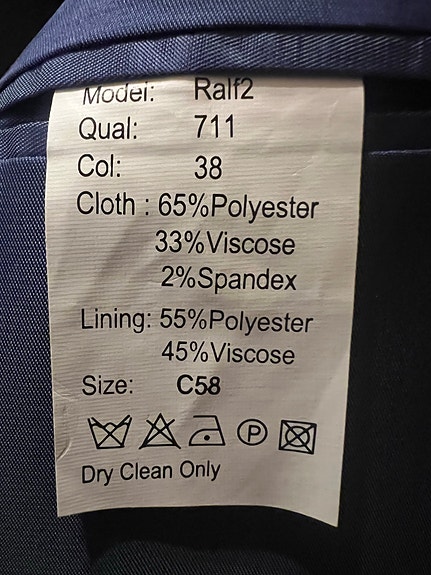 Model: Ralf2
Qual: 711
Col: 38
Cloth : 65%Polyester
33%Viscose
2%Spandex
Lining: 55%Polyester
45%Viscose
Size: C58
P
Dry Clean Only